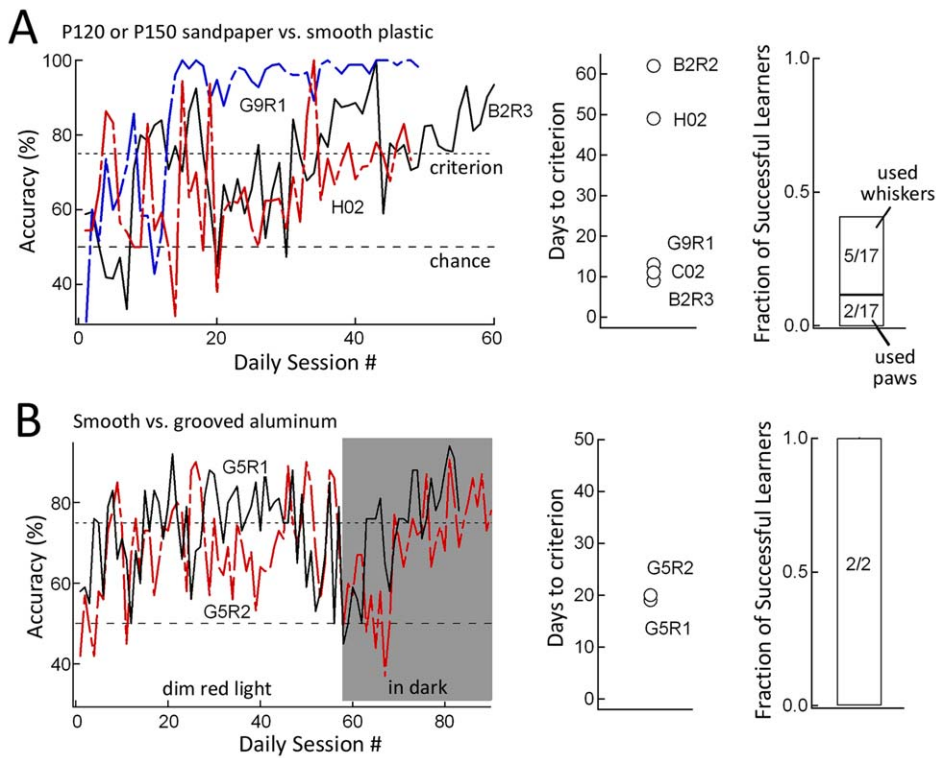 A
P120 or P150 sandpaper vs. smooth plastic
Accuracy (%)
100
80
60
40
G9R1
B2R3
criterion
H02
chance
0
20
40
60
Daily Session #
Days to criterion
60
50
40
30
20
10
0
B2R2
H02
G9R1
C02
B2R3
Fraction of Successful Learners
1.0
0.5
0.0
used
whiskers
5/17
2/17
used
paws
B
Smooth vs. grooved aluminum
Accuracy (%)
80
60
40
G5R1
G5R2
dim red light
in dark
0
20
40
60
80
Daily Session #
Days to criterion
50
40
30
20
10
0
G5R2
G5R1
Fraction of Successful Learners
1.0
0.5
0.0
2/2